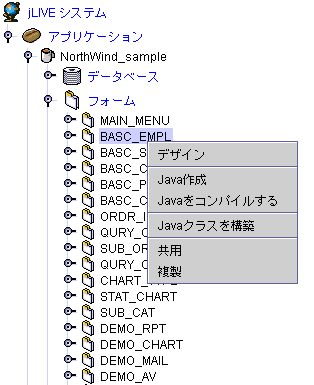 jLIVE システム
アプリケーション
NorthWind_sample
データベース
フォーム
MAIN_MENU
BASC_EMPL
デザイン
BASC_S
Java作成
BASC_C
Javaをコンパイルする
BASC_P
BASC_C
Javaクラスを構築
ORDR_I
QURY_C
共用
SUB_OR
複製
QURY_C
CHART_
STAT_CHART
SUB_CAT
DEMO_RPT
DEMO_CHART
DEMO_MAIL
DEMO_AV